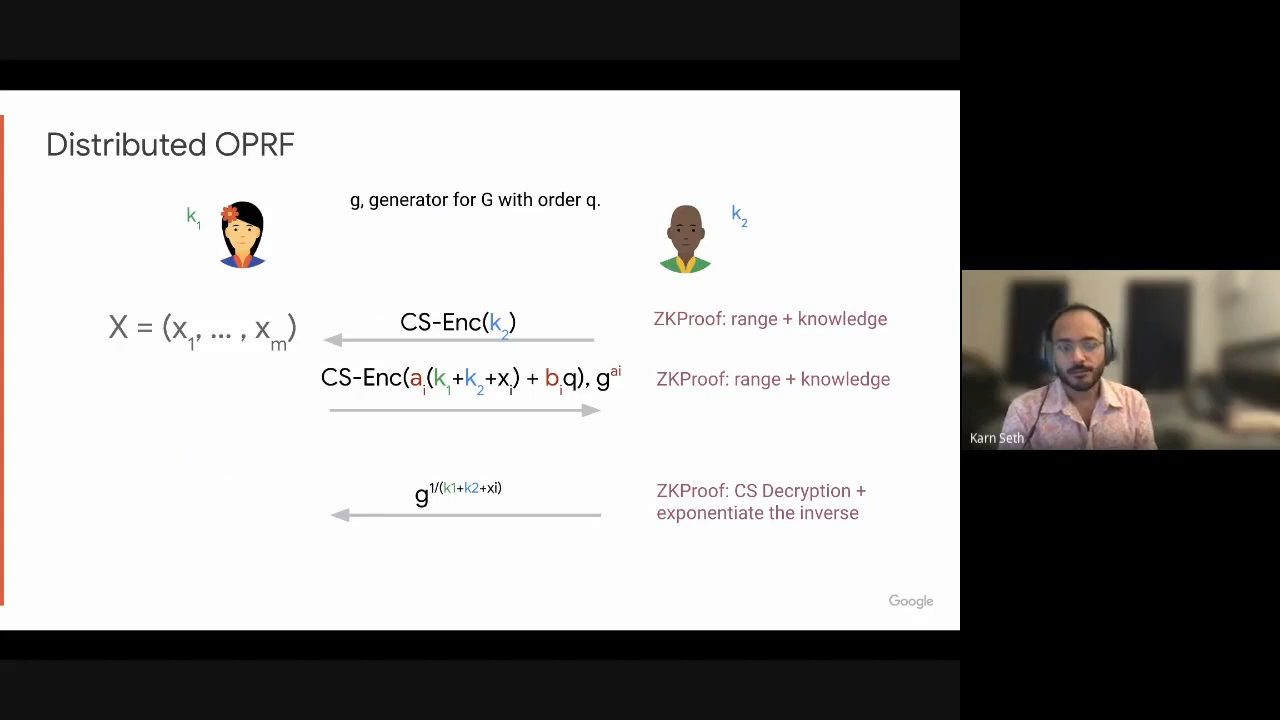 Distributed OPRF
g, generator for G with order q.
k₁
k₂
X = (x₁, ... , xₘ)
CS-Enc(k₂)
ZKProof: range + knowledge
CS-Enc(aᵢ(k₁+k₂+xᵢ) + bᵢq), g^ai
ZKProof: range + knowledge
g^1/(k1+k2+xi)
ZKProof: CS Decryption +
exponentiate the inverse
Google
Karn Seth